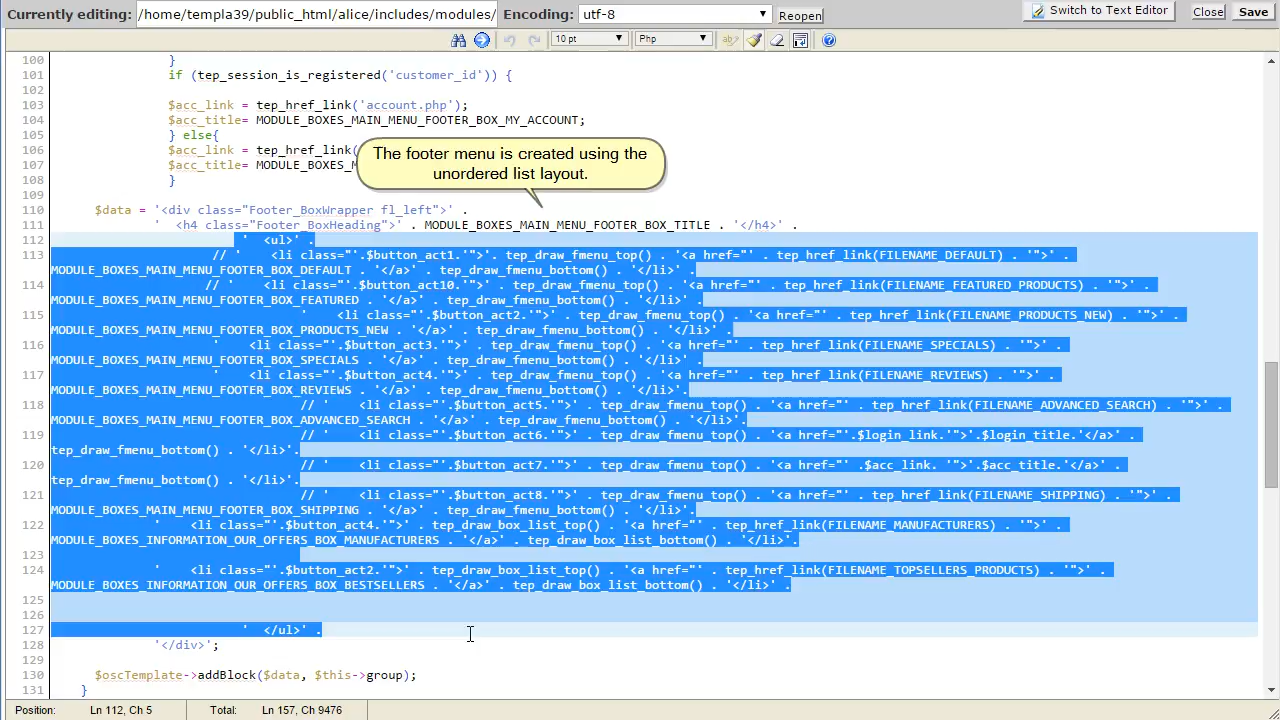 Currently editing: /home/templa39/public_html/alice/includes/modules/ Encoding: utf-8 Reopen Switch to Text Editor Close Save
10 pt Php
100 }
101 if (tep_session_is_registered('customer_id')) {
102
103 $acc_link = tep_href_link('account.php');
104 $acc_title= MODULE_BOXES_MAIN_MENU_FOOTER_BOX_MY_ACCOUNT;
105 } else{
106 $acc_link = tep_href_link(
107 $acc_title= MODULE_BOXES_M
The footer menu is created using the
unordered list layout.
108 }
109
110 $data = '<div class="Footer_BoxWrapper fl_left">' .
111 ' <h4 class="Footer_BoxHeading">' . MODULE_BOXES_MAIN_MENU_FOOTER_BOX_TITLE . '</h4>' .
112 ' <ul>' .
113 // ' <li class="'.$button_act1.'">' . tep_draw_fmenu_top() . '<a href="' . tep_href_link(FILENAME_DEFAULT) . '">' .
MODULE_BOXES_MAIN_MENU_FOOTER_BOX_DEFAULT . '</a>' . tep_draw_fmenu_bottom() . '</li>' .
114 // ' <li class="'.$button_act10.'">' . tep_draw_fmenu_top() . '<a href="' . tep_href_link(FILENAME_FEATURED_PRODUCTS) . '">' .
MODULE_BOXES_MAIN_MENU_FOOTER_BOX_FEATURED . '</a>' . tep_draw_fmenu_bottom() . '</li>' .
115 ' <li class="'.$button_act2.'">' . tep_draw_fmenu_top() . '<a href="' . tep_href_link(FILENAME_PRODUCTS_NEW) . '">' .
MODULE_BOXES_MAIN_MENU_FOOTER_BOX_PRODUCTS_NEW . '</a>' . tep_draw_fmenu_bottom() . '</li>'.
116 ' <li class="'.$button_act3.'">' . tep_draw_fmenu_top() . '<a href="' . tep_href_link(FILENAME_SPECIALS) . '">' .
MODULE_BOXES_MAIN_MENU_FOOTER_BOX_SPECIALS . '</a>' . tep_draw_fmenu_bottom() . '</li>' .
117 ' <li class="'.$button_act4.'">' . tep_draw_fmenu_top() . '<a href="' . tep_href_link(FILENAME_REVIEWS) . '">' .
MODULE_BOXES_MAIN_MENU_FOOTER_BOX_REVIEWS . '</a>' . tep_draw_fmenu_bottom() . '</li>'.
118 // ' <li class="'.$button_act5.'">' . tep_draw_fmenu_top() . '<a href="' . tep_href_link(FILENAME_ADVANCED_SEARCH) . '">' .
MODULE_BOXES_MAIN_MENU_FOOTER_BOX_ADVANCED_SEARCH . '</a>' . tep_draw_fmenu_bottom() . '</li>'.
119 // ' <li class="'.$button_act6.'">' . tep_draw_fmenu_top() . '<a href="'.$login_link.'">'.$login_title.'</a>' .
tep_draw_fmenu_bottom() . '</li>'.
120 // ' <li class="'.$button_act7.'">' . tep_draw_fmenu_top() . '<a href="' .$acc_link. '">'.$acc_title.'</a>' .
tep_draw_fmenu_bottom() . '</li>'.
121 // ' <li class="'.$button_act8.'">' . tep_draw_fmenu_top() . '<a href="' . tep_href_link(FILENAME_SHIPPING) . '">' .
MODULE_BOXES_MAIN_MENU_FOOTER_BOX_SHIPPING . '</a>' . tep_draw_fmenu_bottom() . '</li>'.
122 ' <li class="'.$button_act4.'">' . tep_draw_box_list_top() . '<a href="' . tep_href_link(FILENAME_MANUFACTURERS) . '">' .
MODULE_BOXES_INFORMATION_OUR_OFFERS_BOX_MANUFACTURERS . '</a>' . tep_draw_box_list_bottom() . '</li>'.
123
124 ' <li class="'.$button_act2.'">' . tep_draw_box_list_top() . '<a href="' . tep_href_link(FILENAME_TOPSELLERS_PRODUCTS) . '">' .
MODULE_BOXES_INFORMATION_OUR_OFFERS_BOX_BESTSELLERS . '</a>' . tep_draw_box_list_bottom() . '</li>' .
125
126
127 ' </ul>' .
128 '</div>';
129
130 $oscTemplate->addBlock($data, $this->group);
131 }
Position: Ln 112, Ch 5 Total: Ln 157, Ch 9476